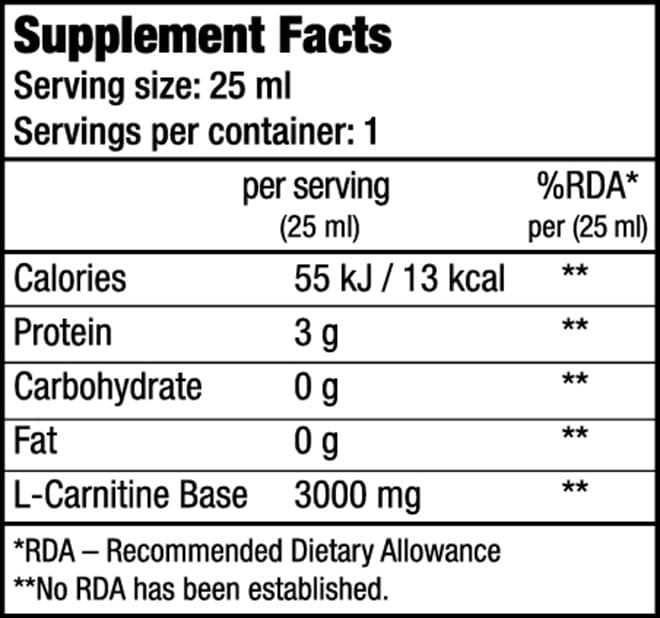 Supplement Facts
Serving size: 25 ml
Servings per container: 1
per serving %RDA*
(25 ml) per (25 ml)
Calories 55 kJ / 13 kcal **
Protein 3 g **
Carbohydrate 0 g **
Fat 0 g **
L-Carnitine Base 3000 mg **
*RDA – Recommended Dietary Allowance
**No RDA has been established.